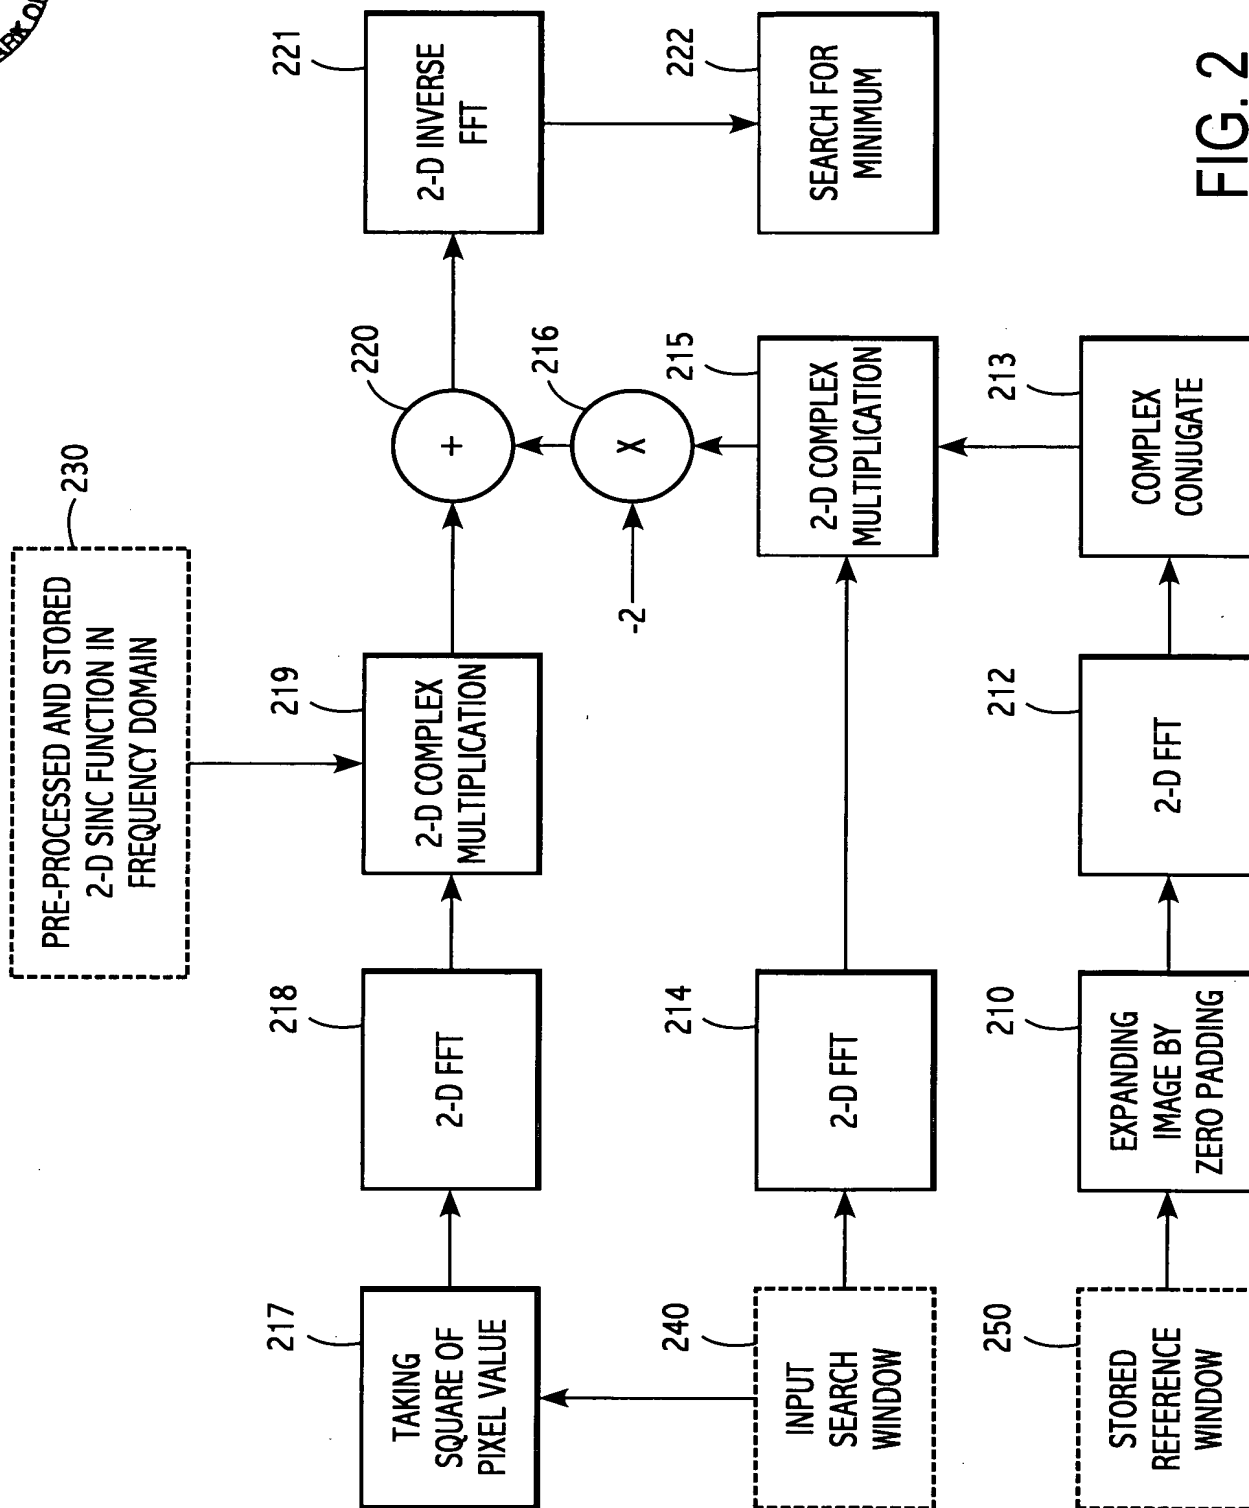 PRE-PROCESSED AND STORED
2-D SINC FUNCTION IN
FREQUENCY DOMAIN
230
217
TAKING
SQUARE OF
PIXEL VALUE
218
2-D FFT
219
2-D COMPLEX
MULTIPLICATION
220
+
221
2-D INVERSE
FFT
240
INPUT
SEARCH
WINDOW
214
2-D FFT
-2
216
X
215
2-D COMPLEX
MULTIPLICATION
222
SEARCH FOR
MINIMUM
250
STORED
REFERENCE
WINDOW
210
EXPANDING
IMAGE BY
ZERO PADDING
212
2-D FFT
213
COMPLEX
CONJUGATE
FIG. 2